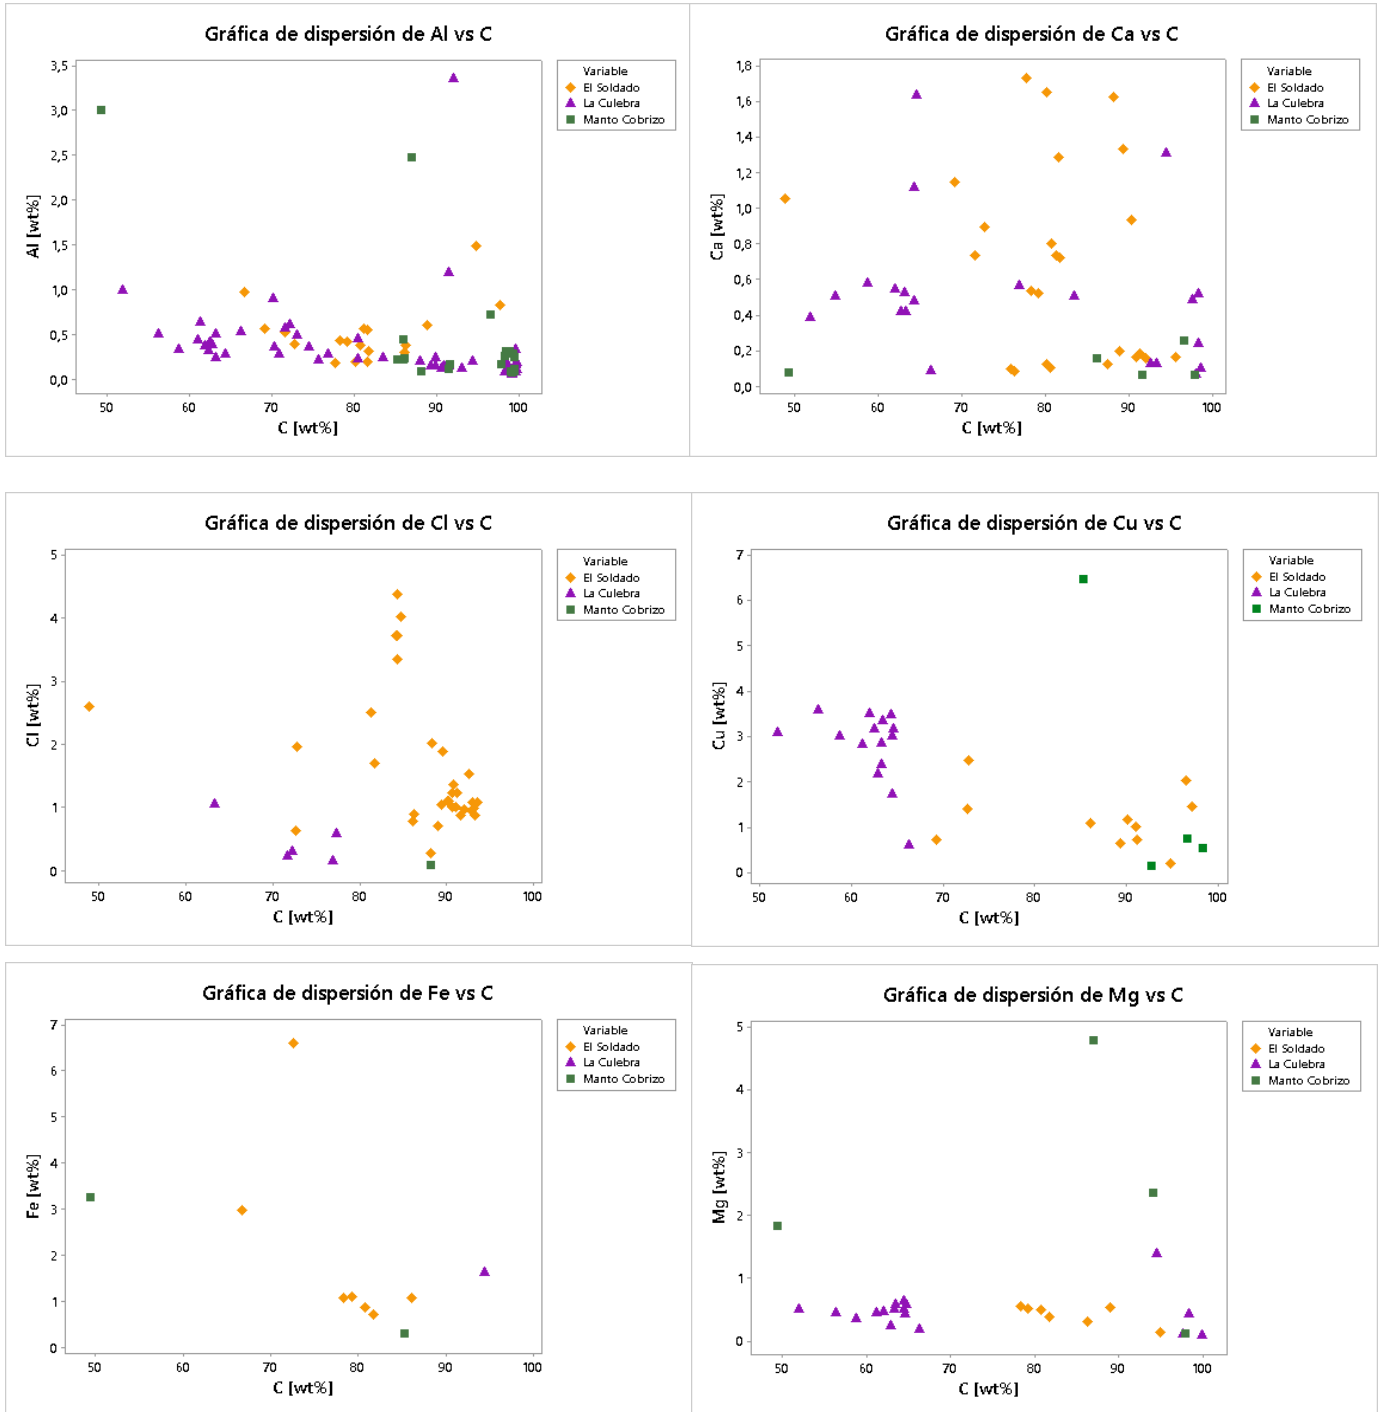 Gráfica de dispersión de Al vs C
3,5
3,0
2,5
2,0
1,5
1,0
0,5
0,0
Al [wt%]
50 60 70 80 90 100
C [wt%]
Variable
El Soldado
La Culebra
Manto Cobrizo
Gráfica de dispersión de Ca vs C
1,8
1,6
1,4
1,2
1,0
0,8
0,6
0,4
0,2
0,0
Ca [wt%]
50 60 70 80 90 100
C [wt%]
Variable
El Soldado
La Culebra
Manto Cobrizo
Gráfica de dispersión de Cl vs C
5
4
3
2
1
0
Cl [wt%]
50 60 70 80 90 100
C [wt%]
Variable
El Soldado
La Culebra
Manto Cobrizo
Gráfica de dispersión de Cu vs C
7
6
5
4
3
2
1
0
Cu [wt%]
50 60 70 80 90 100
C [wt%]
Variable
El Soldado
La Culebra
Manto Cobrizo
Gráfica de dispersión de Fe vs C
7
6
5
4
3
2
1
0
Fe [wt%]
50 60 70 80 90 100
C [wt%]
Variable
El Soldado
La Culebra
Manto Cobrizo
Gráfica de dispersión de Mg vs C
5
4
3
2
1
0
Mg [wt%]
50 60 70 80 90 100
C [wt%]
Variable
El Soldado
La Culebra
Manto Cobrizo